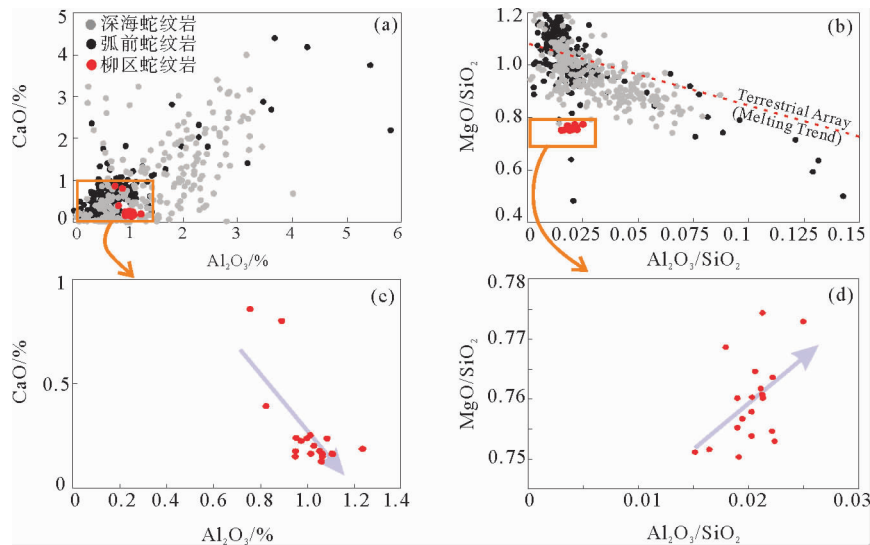 (a)
深海蛇纹岩
弧前蛇纹岩
柳区蛇纹岩
CaO/%
5
4
3
2
1
0
0 1 2 3 4 5 6
Al₂O₃/%
(b)
MgO/SiO₂
1.2
1.0
0.8
0.6
0.4
Terrestrial Array
(Melting Trend)
0 0.025 0.05 0.075 0.1 0.125 0.15
Al₂O₃/SiO₂
(c)
CaO/%
1
0.5
0
0 0.2 0.4 0.6 0.8 1.0 1.2 1.4
Al₂O₃/%
(d)
MgO/SiO₂
0.78
0.77
0.76
0.75
0 0.01 0.02 0.03
Al₂O₃/SiO₂